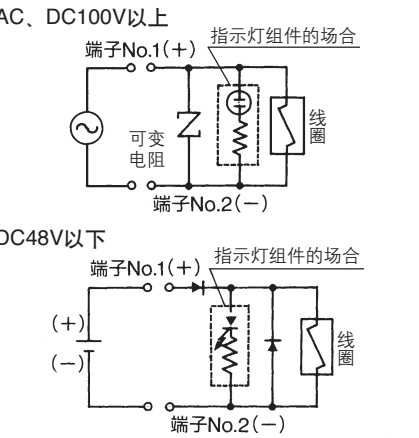 AC、DC100V以上
指示灯组件的场合
端子No.1(+)
可变
电阻
线
圈
端子No.2(−)
DC48V以下
指示灯组件的场合
端子No.1(+)
(+)
(−)
线
圈
端子No.2(−)